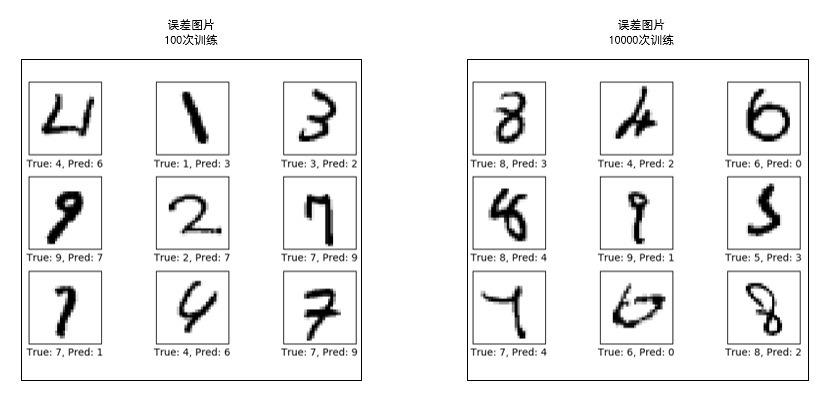 误差图片
100次训练
True: 4, Pred: 6
True: 1, Pred: 3
True: 3, Pred: 2
True: 9, Pred: 7
True: 2, Pred: 7
True: 7, Pred: 9
True: 7, Pred: 1
True: 4, Pred: 6
True: 7, Pred: 9
误差图片
10000次训练
True: 8, Pred: 3
True: 4, Pred: 2
True: 6, Pred: 0
True: 8, Pred: 4
True: 9, Pred: 1
True: 5, Pred: 3
True: 7, Pred: 4
True: 6, Pred: 0
True: 8, Pred: 2